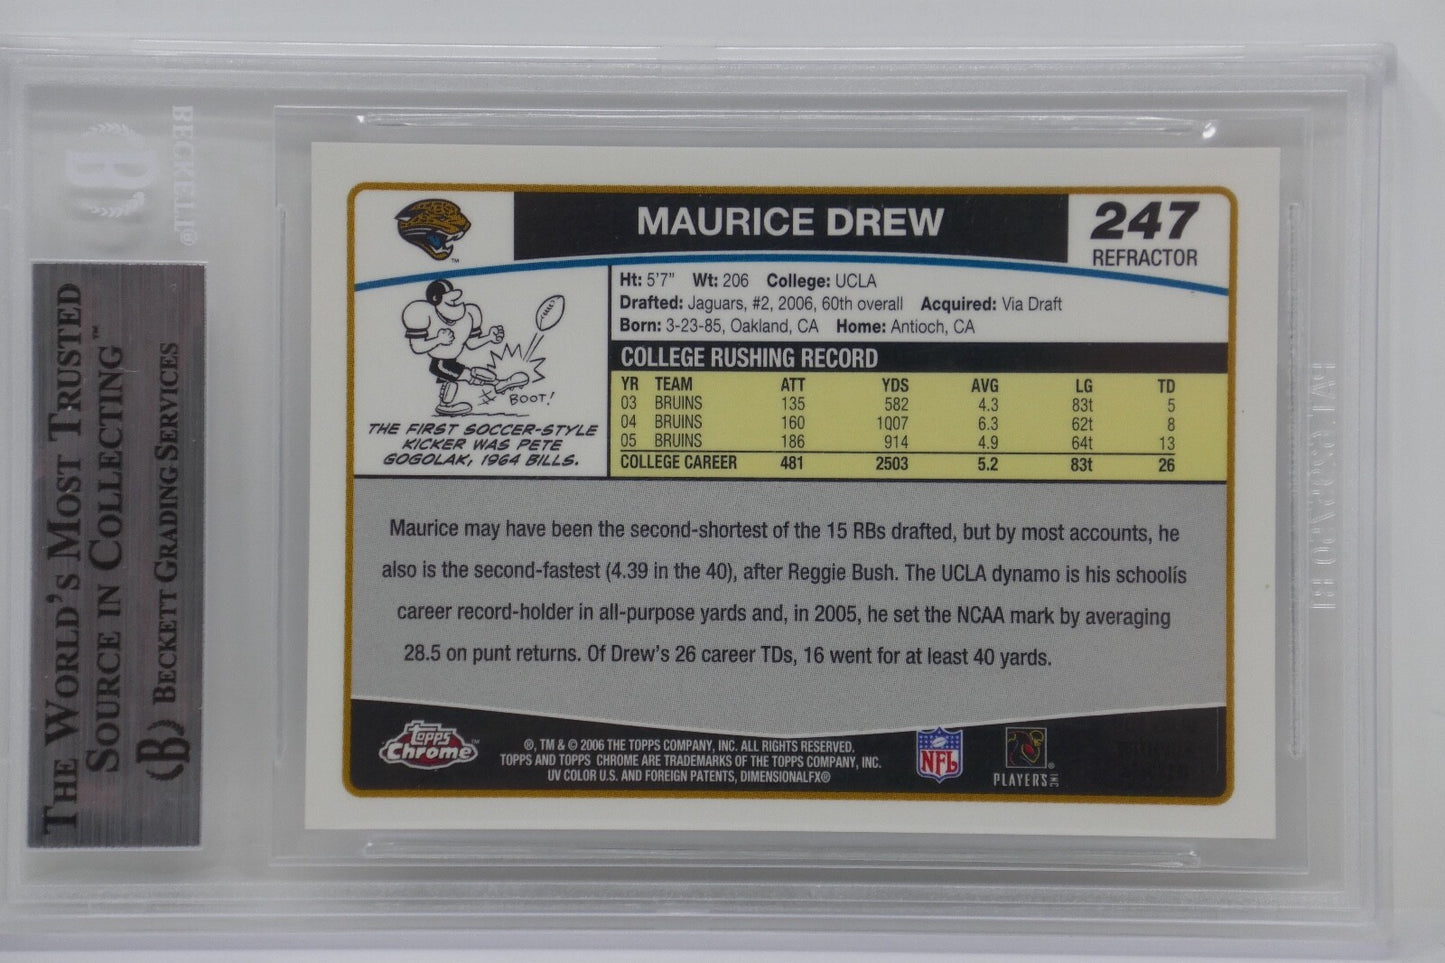 BECKETT®
THE WORLD'S MOST TRUSTED
SOURCE IN COLLECTING™
B BECKETT GRADING SERVICES
MAURICE DREW
247
REFRACTOR
Ht: 5'7" Wt: 206 College: UCLA
Drafted: Jaguars, #2, 2006, 60th overall Acquired: Via Draft
Born: 3-23-85, Oakland, CA Home: Antioch, CA
BOOT!
THE FIRST SOCCER-STYLE
KICKER WAS PETE
GOGOLAK, 1964 BILLS.
COLLEGE RUSHING RECORD
YR TEAM ATT YDS AVG LG TD
03 BRUINS 135 582 4.3 83t 5
04 BRUINS 160 1007 6.3 62t 8
05 BRUINS 186 914 4.9 64t 13
COLLEGE CAREER 481 2503 5.2 83t 26
Maurice may have been the second-shortest of the 15 RBs drafted, but by most accounts, he
also is the second-fastest (4.39 in the 40), after Reggie Bush. The UCLA dynamo is his schoolís
career record-holder in all-purpose yards and, in 2005, he set the NCAA mark by averaging
28.5 on punt returns. Of Drew's 26 career TDs, 16 went for at least 40 yards.
Topps Chrome™
®, TM & © 2006 THE TOPPS COMPANY, INC. ALL RIGHTS RESERVED.
TOPPS AND TOPPS CHROME ARE TRADEMARKS OF THE TOPPS COMPANY, INC.
UV COLOR U.S. AND FOREIGN PATENTS, DIMENSIONALFX®
NFL
PLAYERS INC